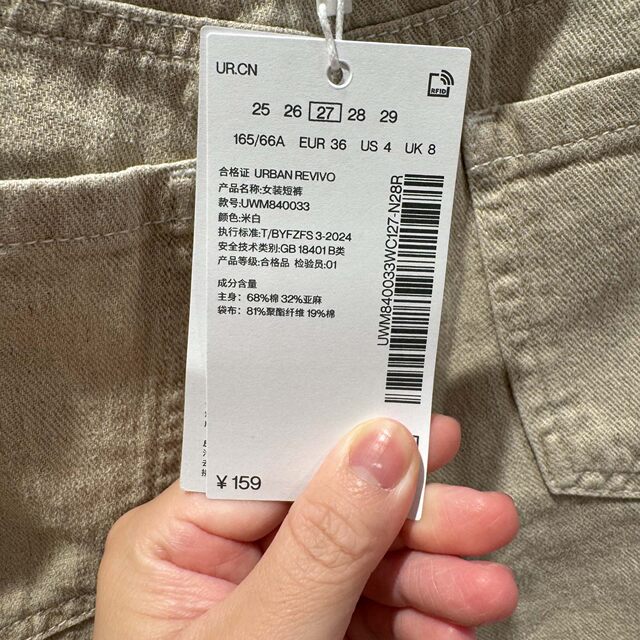 UR.CN
RFID
25 26 27 28 29
165/66A EUR 36 US 4 UK 8
合格证 URBAN REVIVO
产品名称:女装短裤
款号:UWM840033
颜色:米白
执行标准:T/BYFZFS 3-2024
安全技术类别:GB 18401 B类
产品等级:合格品 检验员:01
成分含量
主身: 68%棉 32%亚麻
袋布: 81%聚酯纤维 19%棉
UWM840033WC127-N28R
¥ 159